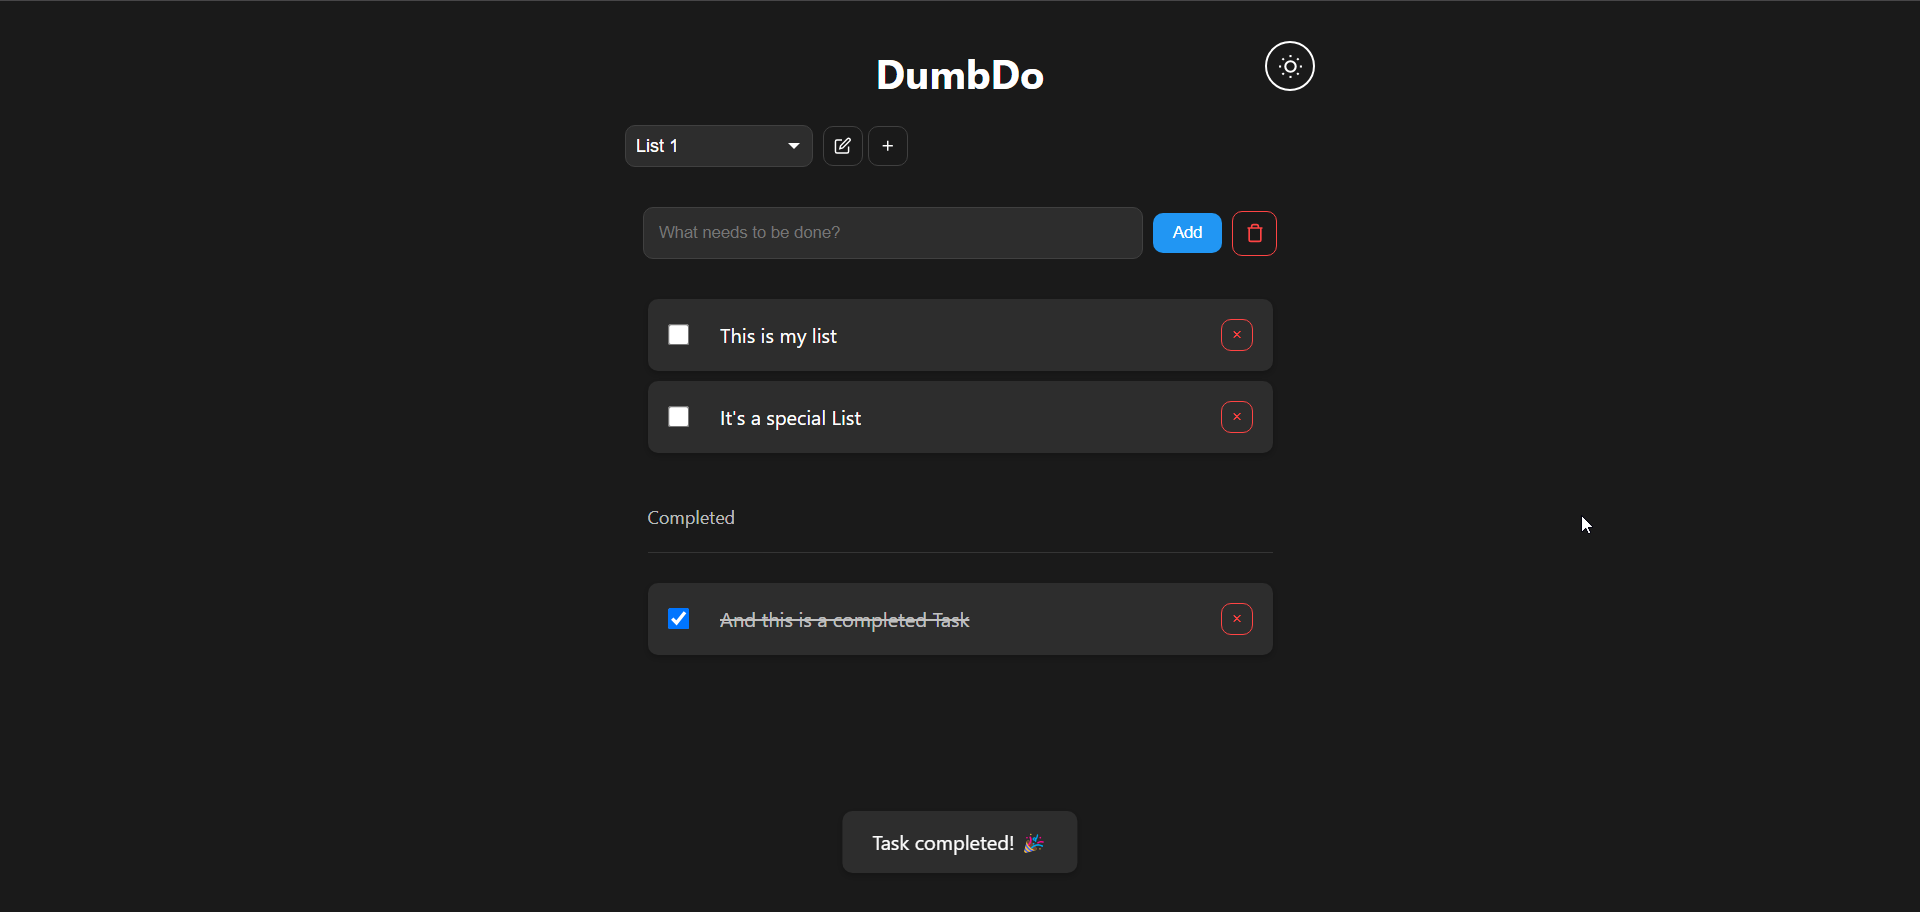 DumbDo
List 1
+
What needs to be done?
Add
This is my list
×
It's a special List
×
Completed
And this is a completed Task
×
Task completed! 🎉